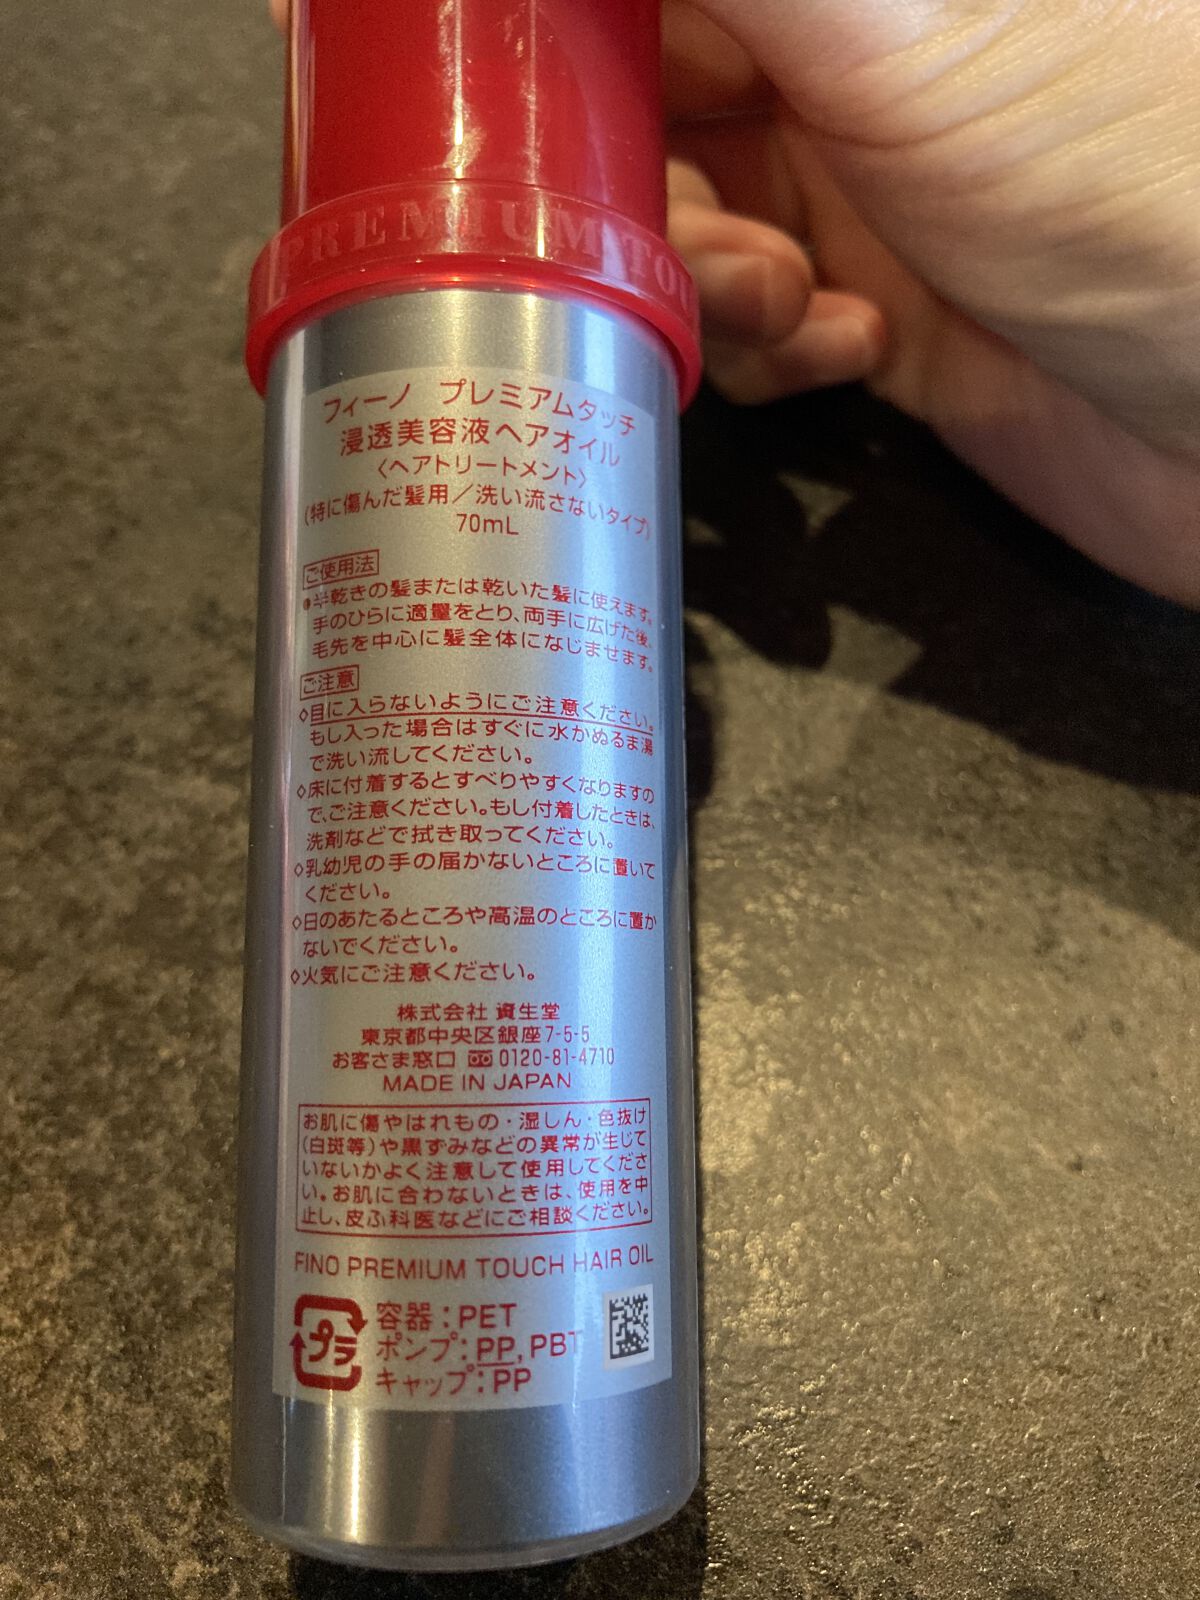 PREMIUM TOU
フィーノ プレミアムタッチ
浸透美容液ヘアオイル
〈ヘアトリートメント〉
(特に傷んだ髪用/洗い流さないタイプ)
70mL
ご使用法
●半乾きの髪または乾いた髪に使えます。
手のひらに適量をとり、両手に広げた後、
毛先を中心に髪全体になじませます。
ご注意
◇目に入らないようにご注意ください。
もし入った場合はすぐに水かぬるま湯
で洗い流してください。
◇床に付着するとすべりやすくなりますの
で、ご注意ください。もし付着したときは、
洗剤などで拭き取ってください。
◇乳幼児の手の届かないところに置いて
ください。
◇日のあたるところや高温のところに置か
ないでください。
◇火気にご注意ください。
株式会社 資生堂
東京都中央区銀座7-5-5
お客さま窓口 0120-81-4710
MADE IN JAPAN
お肌に傷やはれもの・湿しん・色抜け
(白斑等)や黒ずみなどの異常が生じて
いないかよく注意して使用してくださ
い。お肌に合わないときは、使用を中
止し、皮ふ科医などにご相談ください。
FINO PREMIUM TOUCH HAIR OIL
プラ
容器:PET
ポンプ:PP, PBT
キャップ:PP